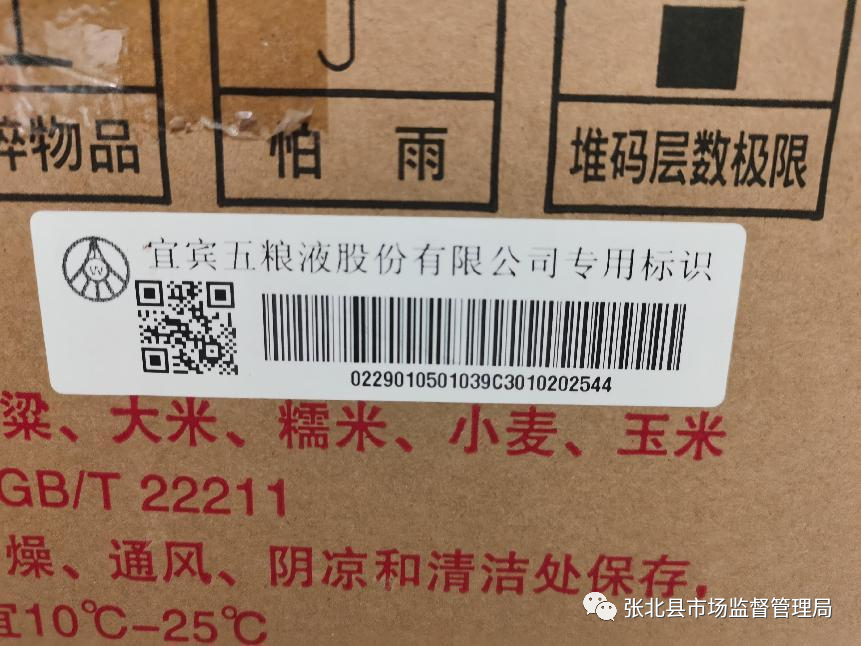 碎物品
怕 雨
堆码层数极限
宜宾五粮液股份有限公司专用标识
0229010501039C3010202544
粱、大米、糯米、小麦、玉米
GB/T 22211
燥、通风、阴凉和清洁处保存，
宜10℃-25℃
张北县市场监督管理局